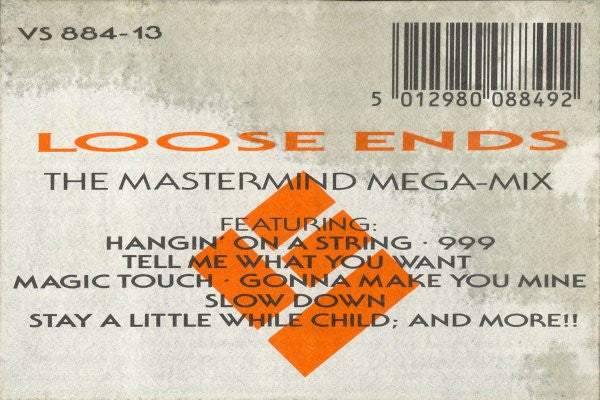 VS 884-13
5 012980 088492
LOOSE ENDS
THE MASTERMIND MEGA-MIX
FEATURING:
HANGIN' ON A STRING · 999
TELL ME WHAT YOU WANT
MAGIC TOUCH · GONNA MAKE YOU MINE
SLOW DOWN
STAY A LITTLE WHILE CHILD; AND MORE!!